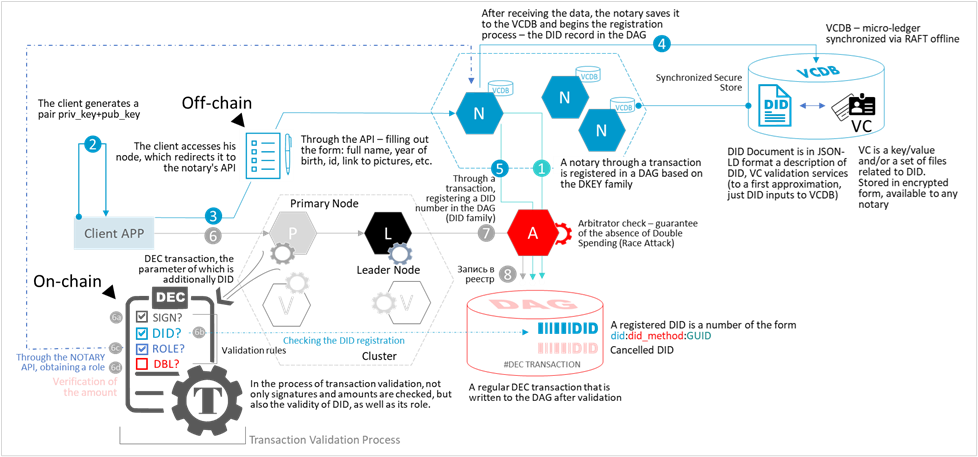 After receiving the data, the notary saves it
to the VCDB and begins the registration
process – the DID record in the DAG
4
VCDB – micro-ledger
synchronized via RAFT offline
VCDB
Synchronized Secure
Store
DID
VC
VCDB
N
VCDB
N
VCDB
N
The client generates a
pair priv_key+pub_key
2
Off-chain
The client accesses his
node, which redirects it to
the notary's API
Through the API – filling out
the form: full name, year of
birth, id, link to pictures, etc.
5
1
A notary through a transaction
is registered in a DAG based on
the DKEY family
DID Document is in JSON-
LD format a description of
DID, VC validation services
(to a first approximation,
just DID inputs to VCDB)
VC is a key/value
and/or a set of files
related to DID.
Stored in encrypted
form, available to any
notary
Through a
transaction,
registering a DID
number in the DAG
(DID family)
3
Client APP
6
Primary Node
P
L
Leader Node
7
A
Arbitrator check – guarantee
of the absence of Double
Spending (Race Attack)
DEC transaction, the
parameter of which is
additionally DID
On-chain
V
V
8
Запись в
реестр
DEC
6a
SIGN?
DID?
6b
6c
ROLE?
6d
DBL?
Through the NOTARY
API, obtaining a role
Verification of
the amount
Validation rules
Checking the DID registration
Cluster
DAG
DID
DID
#DEC TRANSACTION
A registered DID is a number of the form
did:did_method:GUID
Cancelled DID
T
In the process of transaction validation, not
only signatures and amounts are checked, but
also the validity of DID, as well as its role.
A regular DEC transaction that is
written to the DAG after validation
Transaction Validation Process